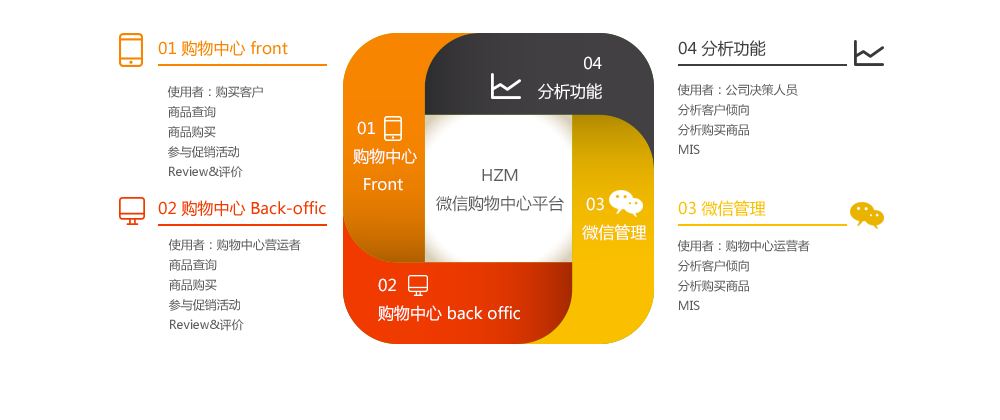 01 购物中心 front
使用者：购买客户
商品查询
商品购买
参与促销活动
Review&评价
02 购物中心 Back-offic
使用者：购物中心营运者
商品查询
商品购买
参与促销活动
Review&评价
04
分析功能
01
购物中心
Front
HZM
微信购物中心平台
03
微信管理
02
购物中心 back offic
04 分析功能
使用者：公司决策人员
分析客户倾向
分析购买商品
MIS
03 微信管理
使用者：购物中心运营者
分析客户倾向
分析购买商品
MIS